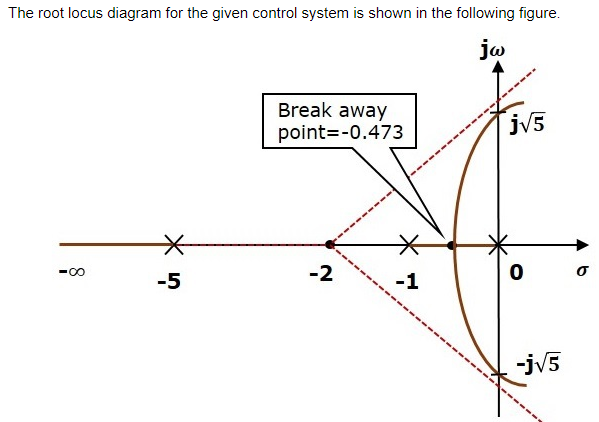 The root locus diagram for the given control system is shown in the following figure.
jω
Break away
point=-0.473
j√5
-∞
-5
-2
-1
0
σ
-j√5